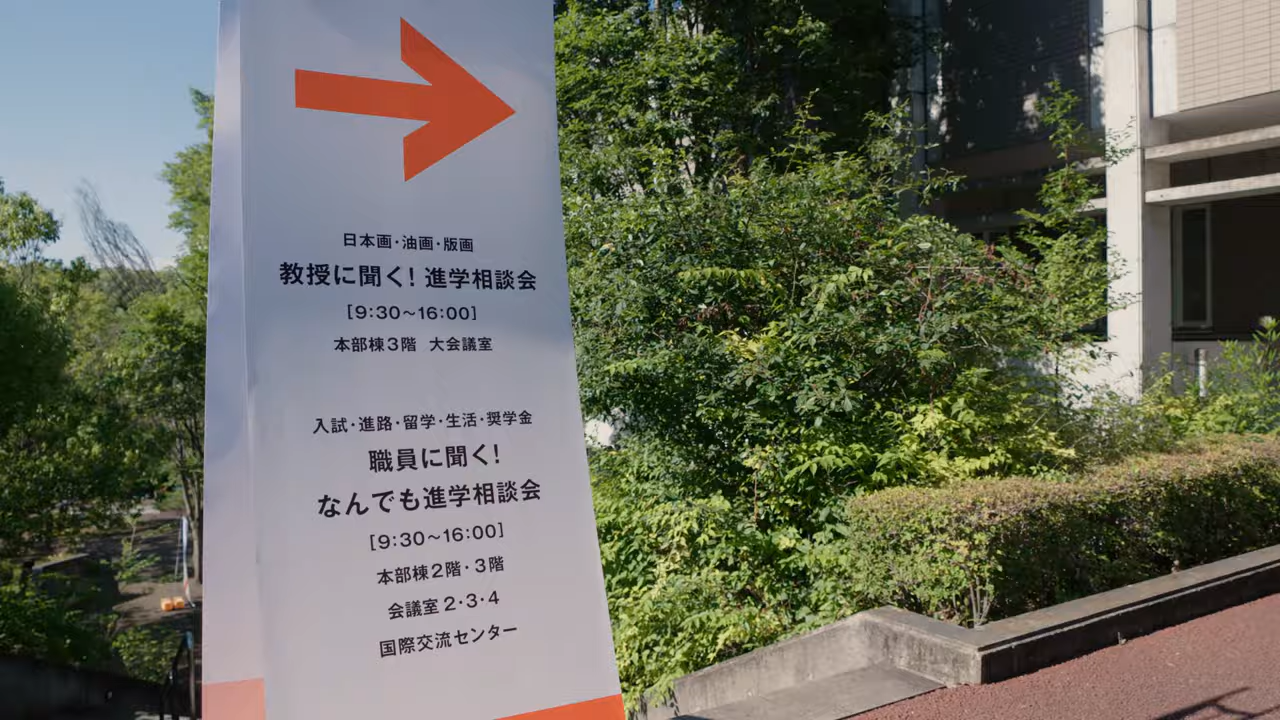 日本画・油画・版画
教授に聞く！進学相談会
[9:30〜16:00]
本部棟3階 大会議室
入試・進路・留学・生活・奨学金
職員に聞く！
なんでも進学相談会
[9:30〜16:00]
本部棟2階・3階
会議室 2・3・4
国際交流センター